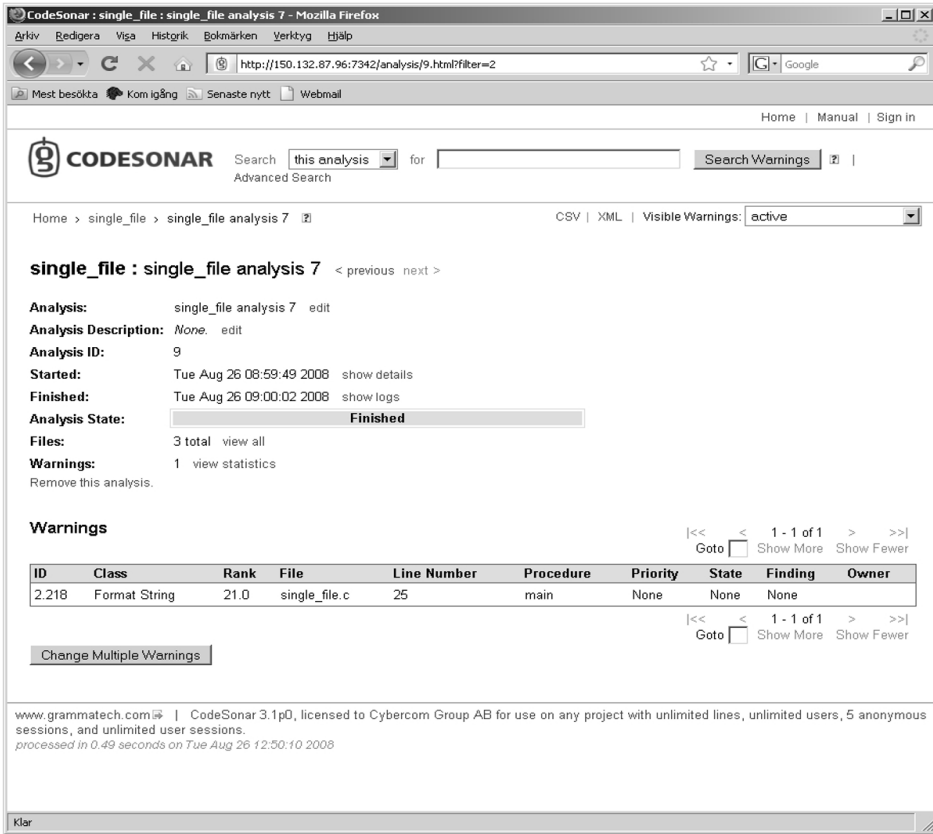 CodeSonar : single_file : single_file analysis 7 - Mozilla Firefox
Arkiv Redigera Visa Historik Bokmärken Verktyg Hjälp
http://150.132.87.96:7342/analysis/9.html?filter=2 G Google
Mest besökta Kom igång Senaste nytt Webmail
Home | Manual | Sign in
CODESONAR Search this analysis for Search Warnings ? |
Advanced Search
Home > single_file > single_file analysis 7 ? CSV | XML | Visible Warnings: active
single_file : single_file analysis 7 < previous next >
Analysis: single_file analysis 7 edit
Analysis Description: None. edit
Analysis ID: 9
Started: Tue Aug 26 08:59:49 2008 show details
Finished: Tue Aug 26 09:00:02 2008 show logs
Analysis State: Finished
Files: 3 total view all
Warnings: 1 view statistics
Remove this analysis.
Warnings
|<< < 1 - 1 of 1 > >>|
Goto Show More Show Fewer
ID Class Rank File Line Number Procedure Priority State Finding Owner
2.218 Format String 21.0 single_file.c 25 main None None None
|<< < 1 - 1 of 1 > >>|
Goto Show More Show Fewer
Change Multiple Warnings
www.grammatech.com | CodeSonar 3.1p0, licensed to Cybercom Group AB for use on any project with unlimited lines, unlimited users, 5 anonymous
sessions, and unlimited user sessions.
processed in 0.49 seconds on Tue Aug 26 12:50:10 2008
Klar